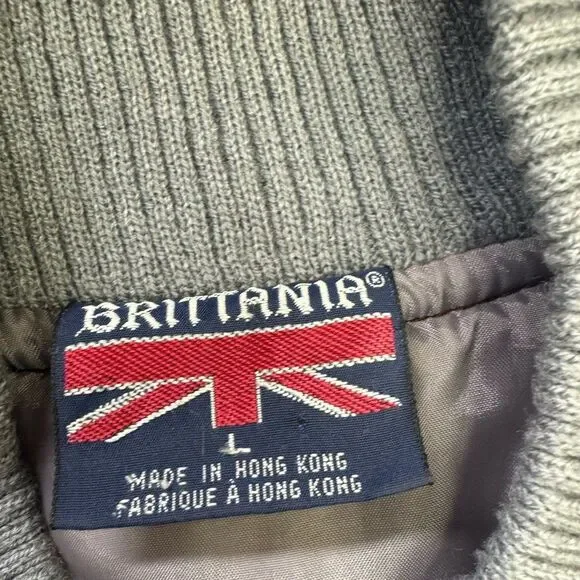 BRITTANIA®
L
MADE IN HONG KONG
FABRIQUE À HONG KONG